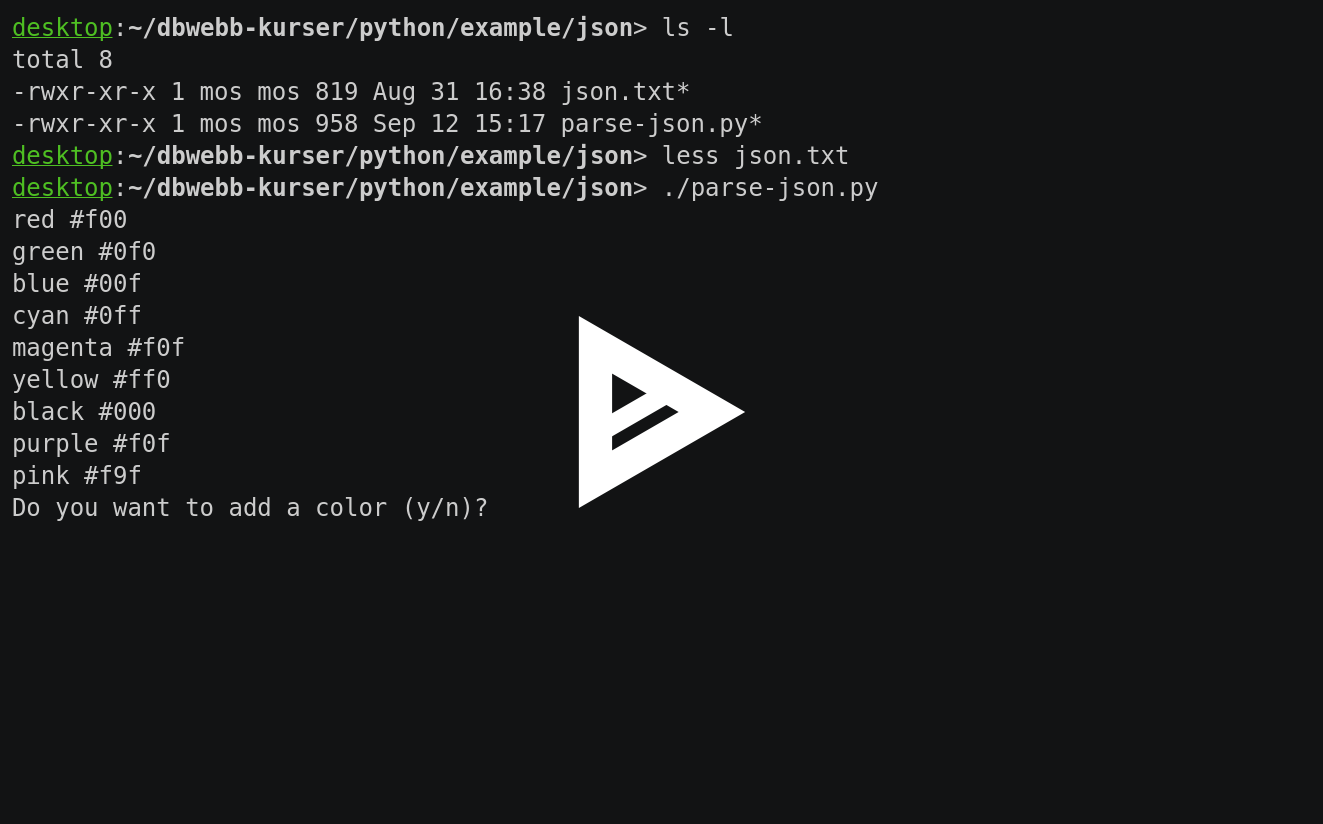 desktop:~/dbwebb-kurser/python/example/json> ls -l
total 8
-rwxr-xr-x 1 mos mos 819 Aug 31 16:38 json.txt*
-rwxr-xr-x 1 mos mos 958 Sep 12 15:17 parse-json.py*
desktop:~/dbwebb-kurser/python/example/json> less json.txt
desktop:~/dbwebb-kurser/python/example/json> ./parse-json.py
red #f00
green #0f0
blue #00f
cyan #0ff
magenta #f0f
yellow #ff0
black #000
purple #f0f
pink #f9f
Do you want to add a color (y/n)?